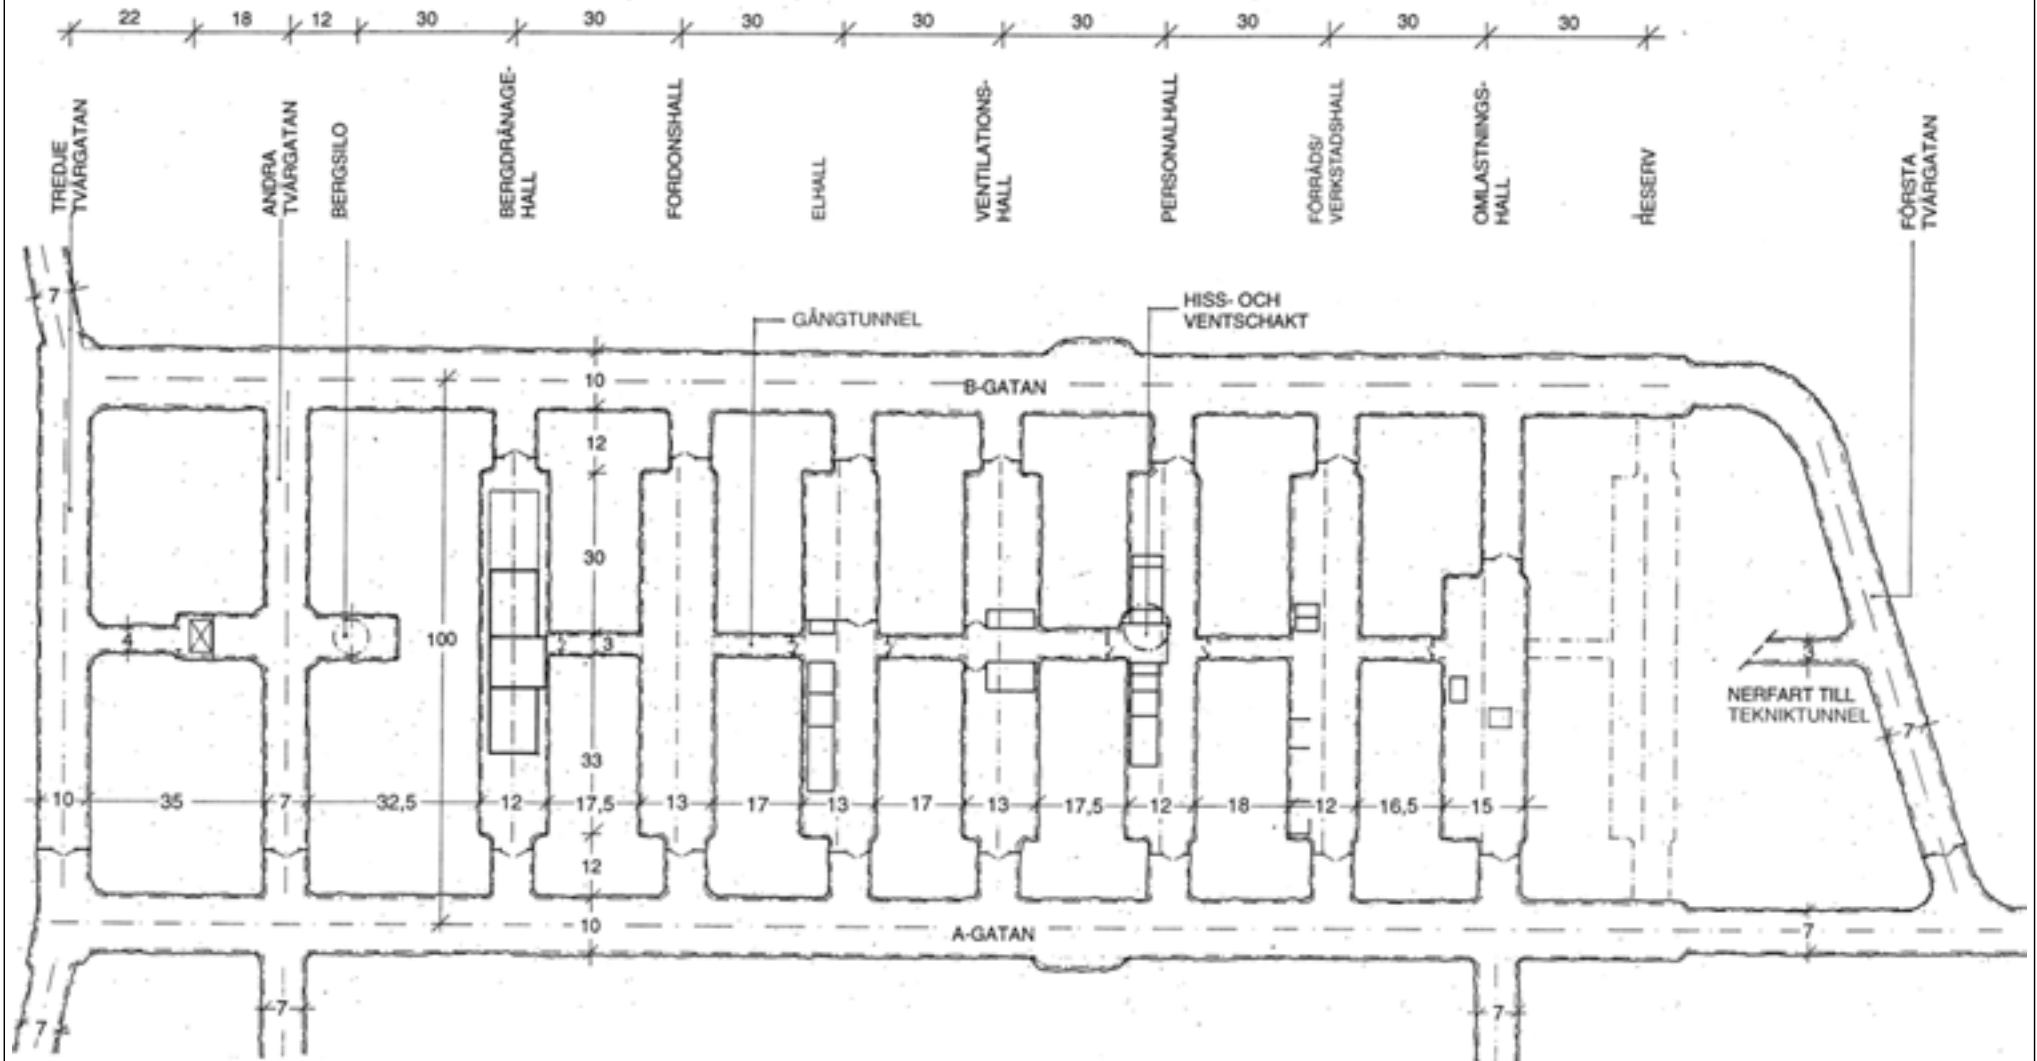 22 18 12 30 30 30 30 30 30 30 30
TREDJE
TVÄRGATAN
ANDRA
TVÄRGATAN
BERGSILO
BERGDRÄNAGE-
HALL
FORDONSHALL
ELHALL
VENTILATIONS-
HALL
PERSONALHALL
FÖRRÅDS/
VERKSTADSHALL
OMLASTNINGS-
HALL
RESERV
FÖRSTA
TVÄRGATAN
7
GÅNGTUNNEL
HISS- OCH
VENTSCHAKT
10
B-GATAN
12
30
4
100
3
3
NERFART TILL
TEKNIKTUNNEL
7
33
10 35 7 32,5 12 17,5 13 17 13 17 13 17,5 12 18 12 16,5 15
12
10
A-GATAN
7
7
7
7